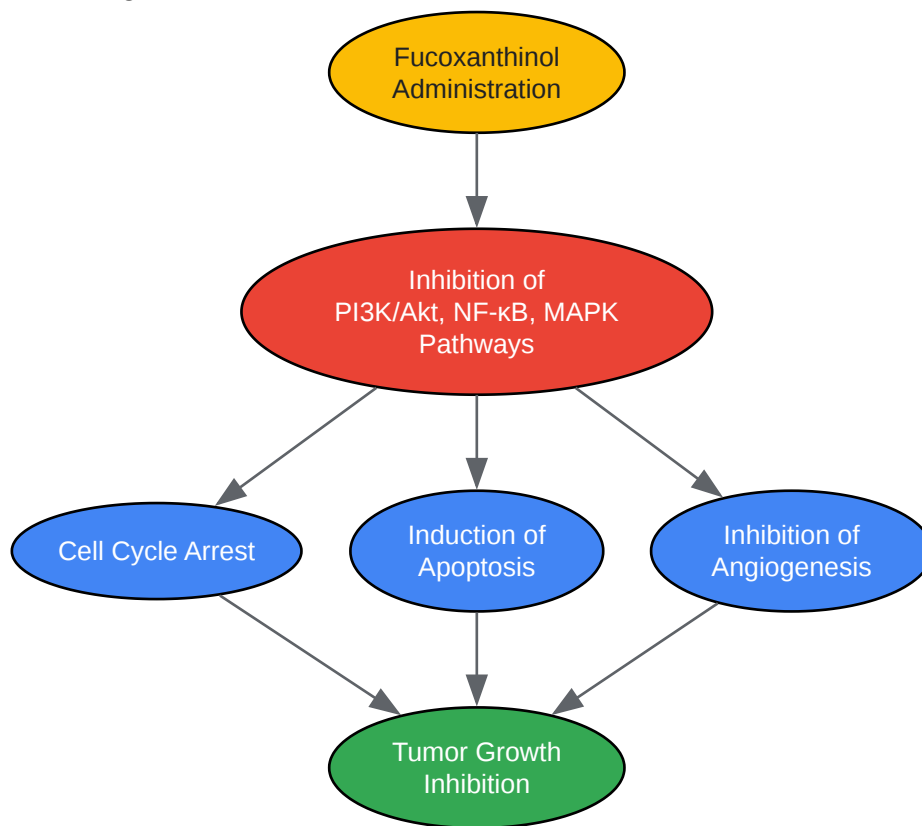 Fucoxanthinol
Administration
Inhibition of
PI3K/Akt, NF-κB, MAPK
Pathways
Cell Cycle Arrest
Induction of
Apoptosis
Inhibition of
Angiogenesis
Tumor Growth
Inhibition